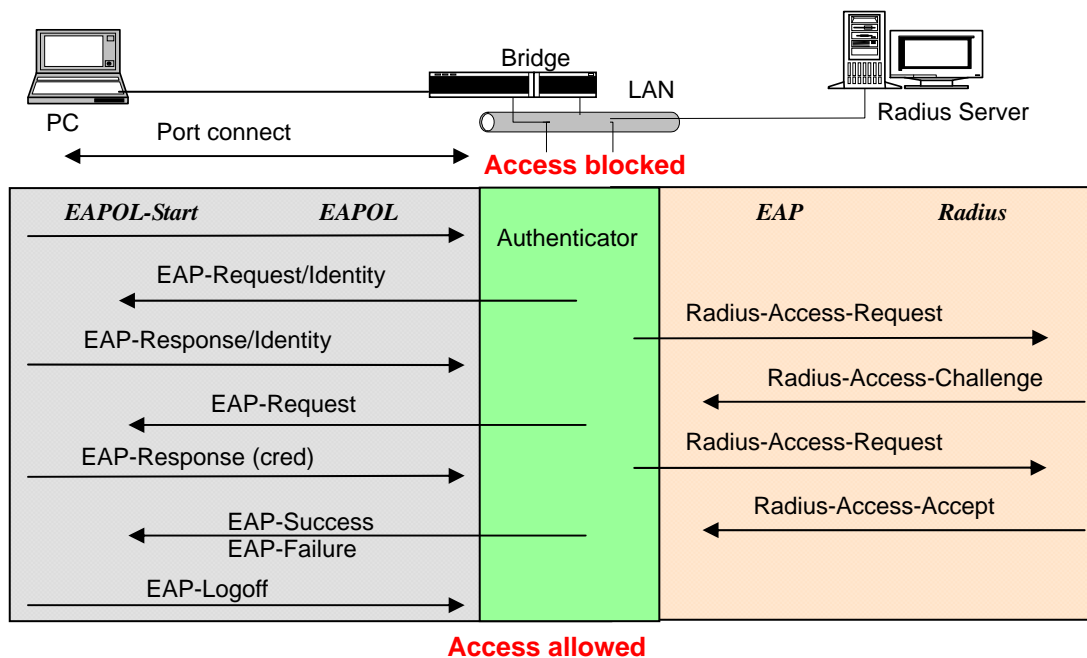 Bridge
LAN
PC
Radius Server
Port connect
Access blocked
EAPOL-Start EAPOL
EAP Radius
Authenticator
EAP-Request/Identity
Radius-Access-Request
EAP-Response/Identity
Radius-Access-Challenge
EAP-Request
Radius-Access-Request
EAP-Response (cred)
Radius-Access-Accept
EAP-Success
EAP-Failure
EAP-Logoff
Access allowed